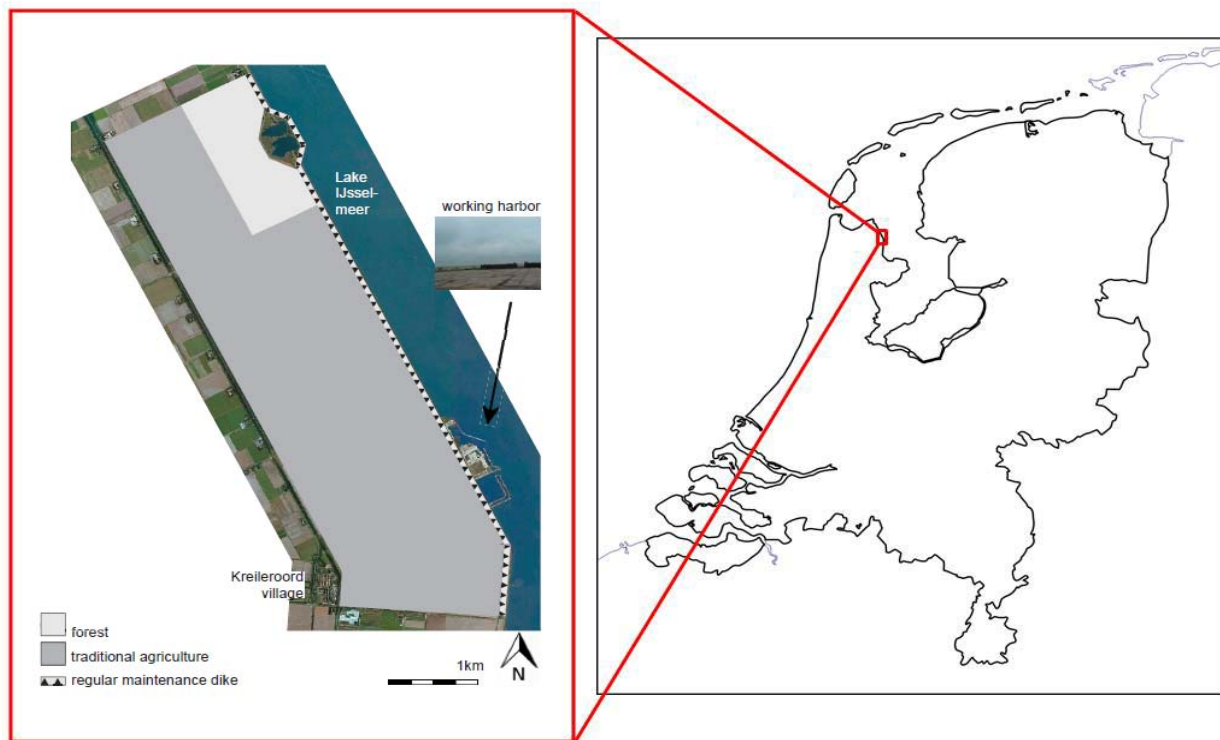 Lake
IJssel-
meer
working harbor
Kreileroord
village
forest
traditional agriculture
regular maintenance dike
1km
N